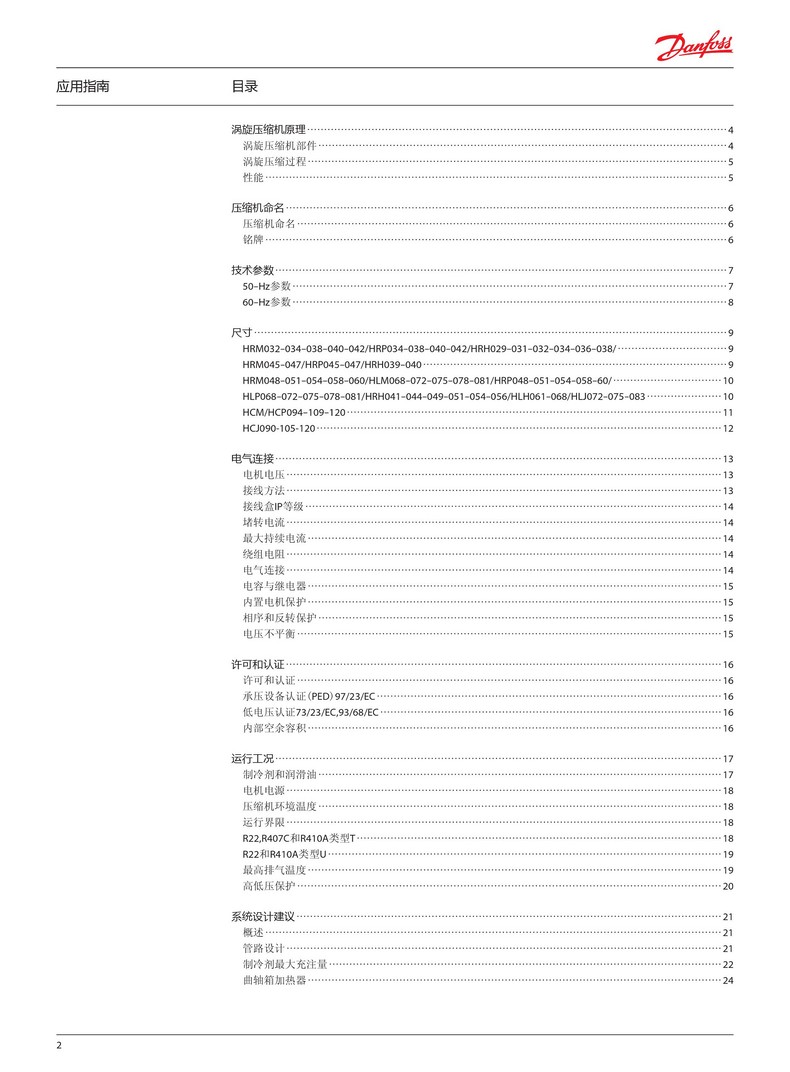 Danfoss
应用指南 目录
涡旋压缩机原理 4
涡旋压缩机部件 4
涡旋压缩过程 5
性能 5
压缩机命名 6
压缩机命名 6
铭牌 6
技术参数 7
50–Hz参数 7
60–Hz参数 8
尺寸 9
HRM032–034–038–040–042/HRP034–038–040–042/HRH029–031–032–034–036–038/ 9
HRM045–047/HRP045–047/HRH039–040 9
HRM048–051–054–058–060/HLM068–072–075–078–081/HRP048–051–054–058–60/ 10
HLP068–072–075–078–081/HRH041–044–049–051–054–056/HLH061–068/HLJ072–075–083 10
HCM/HCP094–109–120 11
HCJ090-105-120 12
电气连接 13
电机电压 13
接线方法 13
接线盒IP等级 14
堵转电流 14
最大持续电流 14
绕组电阻 14
电气连接 14
电容与继电器 15
内置电机保护 15
相序和反转保护 15
电压不平衡 15
许可和认证 16
许可和认证 16
承压设备认证(PED) 97/23/EC 16
低电压认证73/23/EC,93/68/EC 16
内部空余容积 16
运行工况 17
制冷剂和润滑油 17
电机电源 18
压缩机环境温度 18
运行界限 18
R22,R407C和R410A类型T 18
R22和R410A类型U 19
最高排气温度 19
高低压保护 20
系统设计建议 21
概述 21
管路设计 21
制冷剂最大充注量 22
曲轴箱加热器 24
2